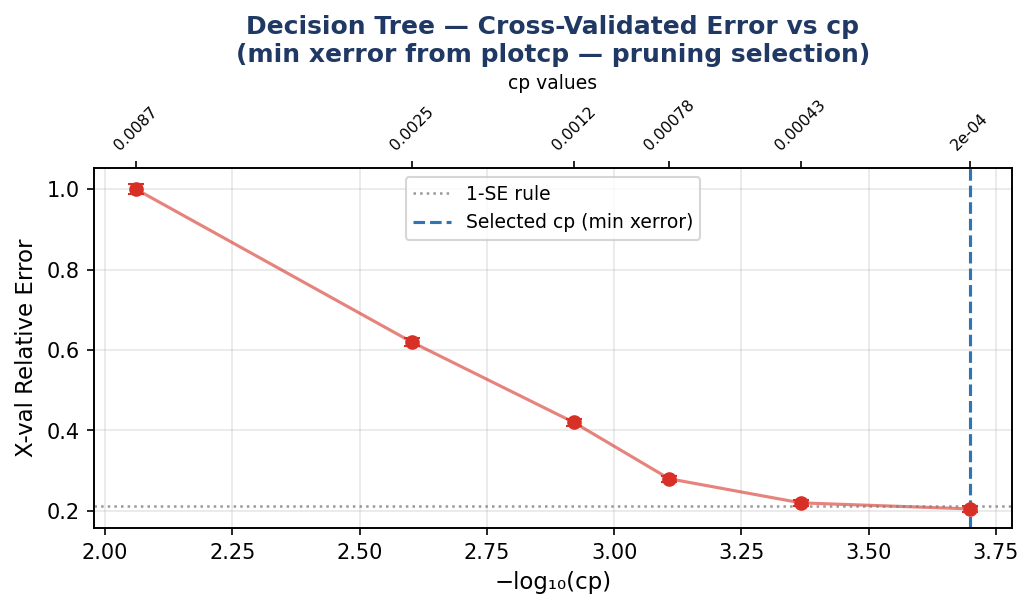 Decision Tree — Cross-Validated Error vs cp
(min xerror from plotcp — pruning selection)
cp values
0.0087 0.0025 0.0012 0.00078 0.00043 2e-04
1-SE rule
Selected cp (min xerror)
X-val Relative Error
1.0
0.8
0.6
0.4
0.2
2.00 2.25 2.50 2.75 3.00 3.25 3.50 3.75
−log₁₀(cp)